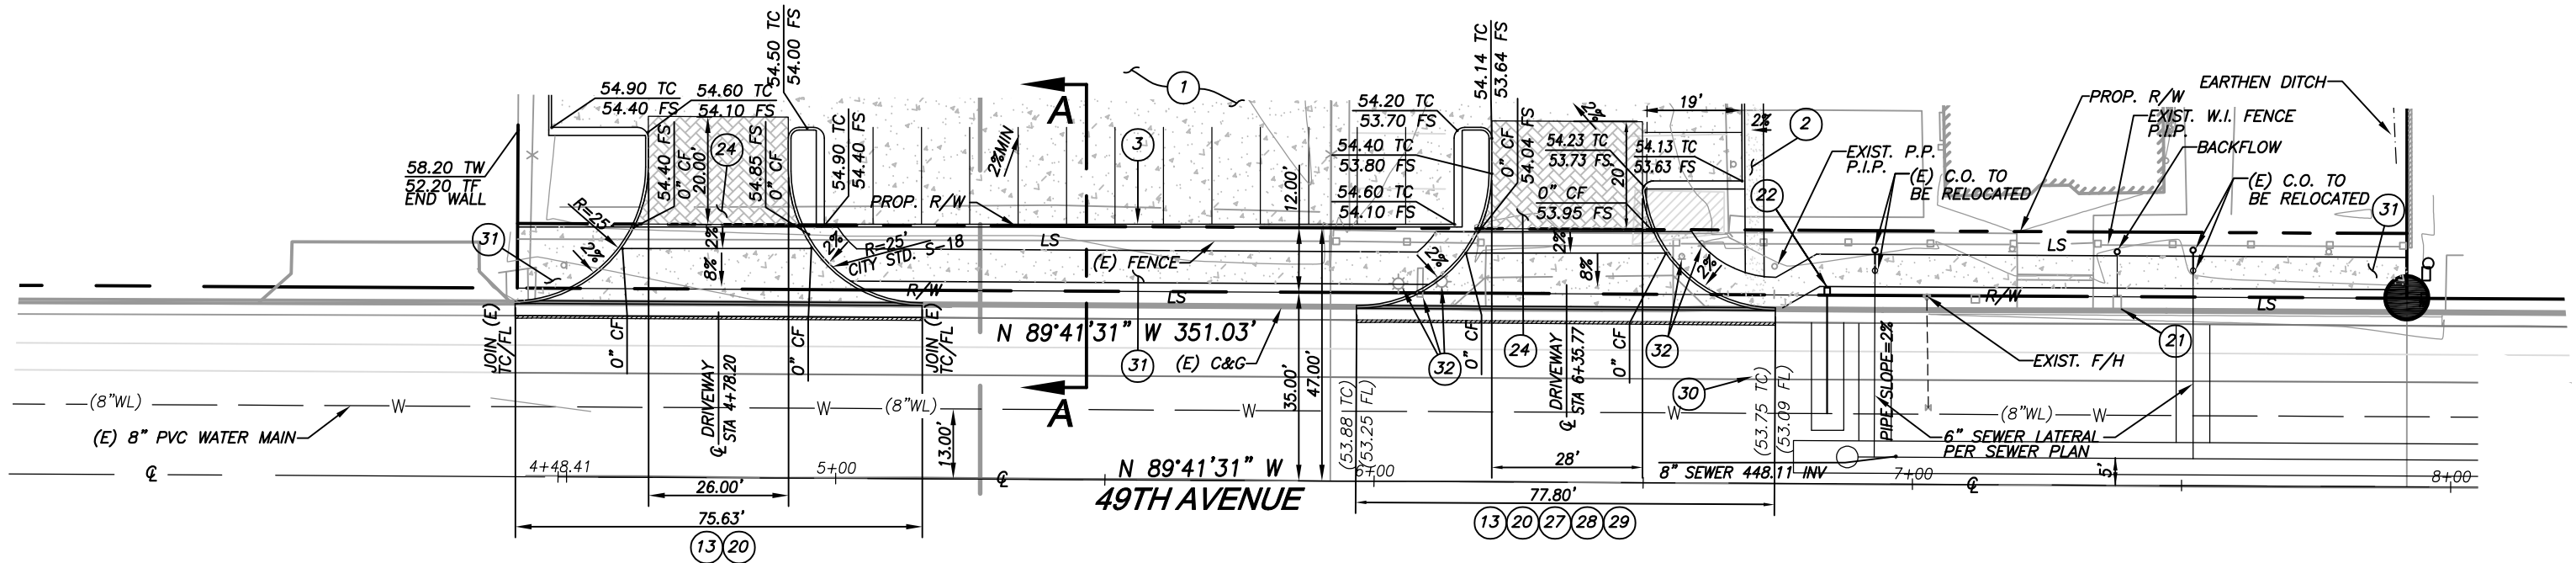 54.90 TC
54.40 FS
54.60 TC
54.10 FS
54.50 TC
54.00 FS
54.40 FS
0" CF
20.00'
24
54.85 FS
0" CF
54.90 TC
54.40 FS
58.20 TW
52.20 TF
END WALL
R=25
2%
31
8%
2%
2%
R=25'
CITY STD. S-18
PROP. R/W
A
1
2%MIN
3
LS
(E) FENCE
12.00'
R/W
LS
54.14 TC
53.64 FS
54.20 TC
53.70 FS
54.40 TC
53.80 FS
54.60 TC
54.10 FS
0" CF
54.04 FS
54.23 TC
53.73 FS
0" CF
53.95 FS
20'
2%
19'
2%
2
54.13 TC
53.63 FS
22
2%
2%
8%
2%
EXIST. P.P.
P.I.P.
(E) C.O. TO
BE RELOCATED
PROP. R/W
EXIST. W.I. FENCE
P.I.P.
BACKFLOW
EARTHEN DITCH
(E) C.O. TO
BE RELOCATED
31
LS
R/W
LS
JOIN (E)
TC/FL
0" CF
DRIVEWAY
STA 4+78.20
℄
0" CF
JOIN (E)
TC/FL
N 89°41'31" W 351.03'
31
(E) C&G
A
35.00'
47.00'
(53.88 TC)
(53.25 FL)
32
0" CF
24
DRIVEWAY
STA 6+35.77
℄
0" CF
32
30
(53.75 TC)
(53.09 FL)
PIPE SLOPE=2%
EXIST. F/H
21
(8"WL)
W
(E) 8" PVC WATER MAIN
W
(8"WL)
13.00'
W
W
(8"WL)
W
6" SEWER LATERAL
PER SEWER PLAN
℄
4+48.41
5+00
℄
N 89°41'31" W
49TH AVENUE
6+00
28'
8" SEWER 448.11 INV
7+00
℄
5'
8+00
26.00'
75.63'
13
20
77.80'
13
20
27
28
29